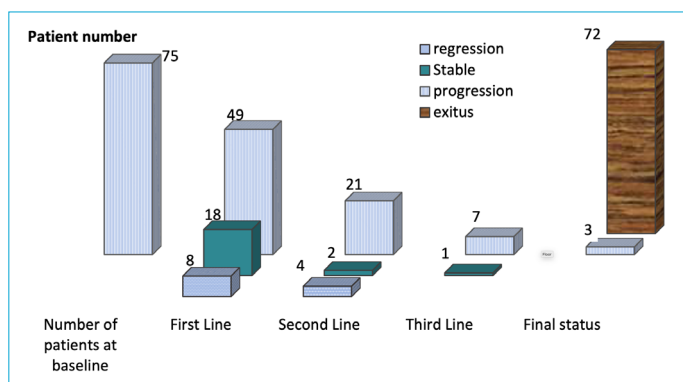 Patient number
75
49
18
8
21
2
4
7
1
72
3
regression
Stable
progression
exitus
Number of
patients at
baseline
First Line
Second Line
Third Line
Final status